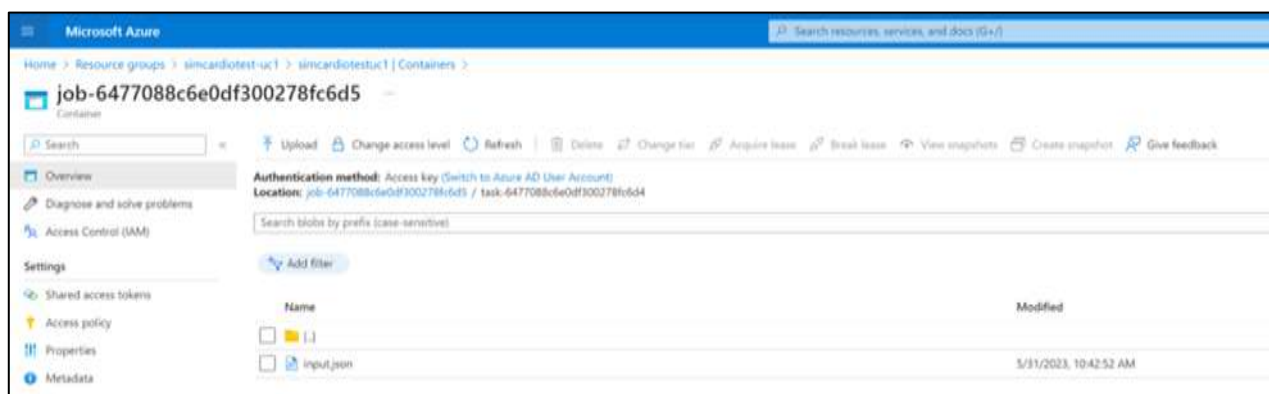 Microsoft Azure
Search resources, services, and docs (G+/)
Home > Resource groups > simcardiotest-uc1 > simcardiotestuc1 | Containers >
job-6477088c6e0df300278fc6d5 ...
Container
Search
«
Upload Change access level Refresh Delete Change tier Acquire lease Break lease View snapshots Create snapshot Give feedback
Overview
Diagnose and solve problems
Access Control (IAM)
Settings
Shared access tokens
Access policy
Properties
Metadata
Authentication method: Access key (Switch to Azure AD User Account)
Location: job-6477088c6e0df300278fc6d5 / task-6477088c6e0df300278fc6d4
Search blobs by prefix (case-sensitive)
Add filter
Name Modified
[..]
input.json 5/31/2023, 10:42:52 AM